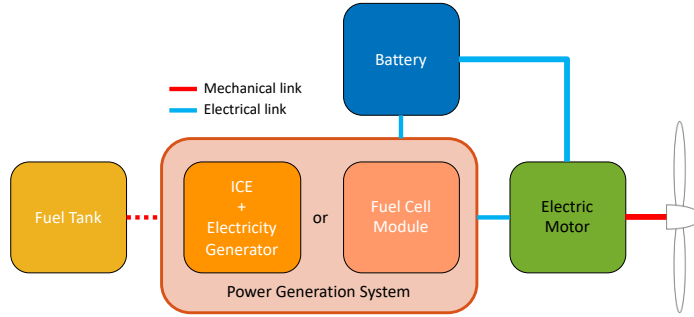 Battery
Mechanical link
Electrical link
Fuel Tank
ICE
+
Electricity
Generator
or
Fuel Cell
Module
Electric
Motor
Power Generation System